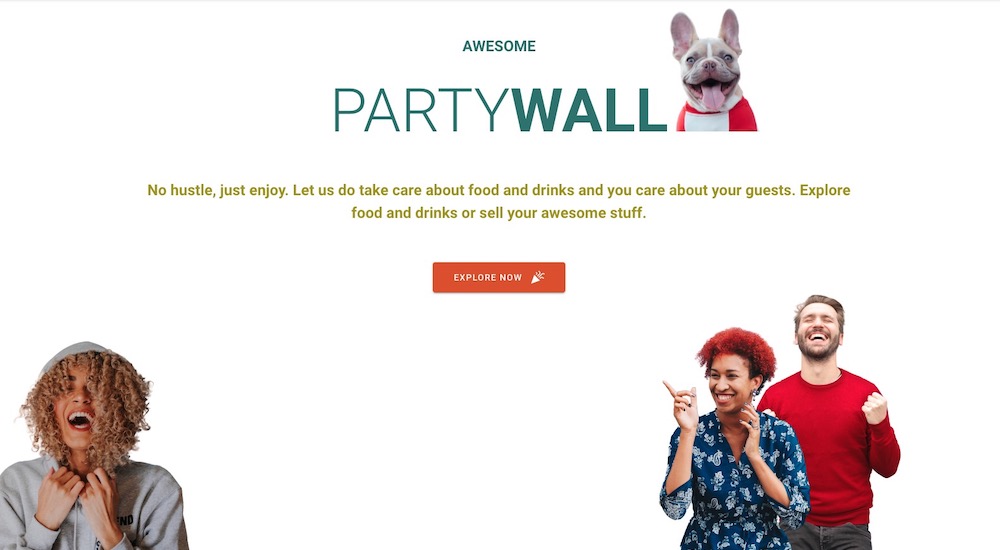 AWESOME
PARTYWALL
No hustle, just enjoy. Let us do take care about food and drinks and you care about your guests. Explore
food and drinks or sell your awesome stuff.
EXPLORE NOW